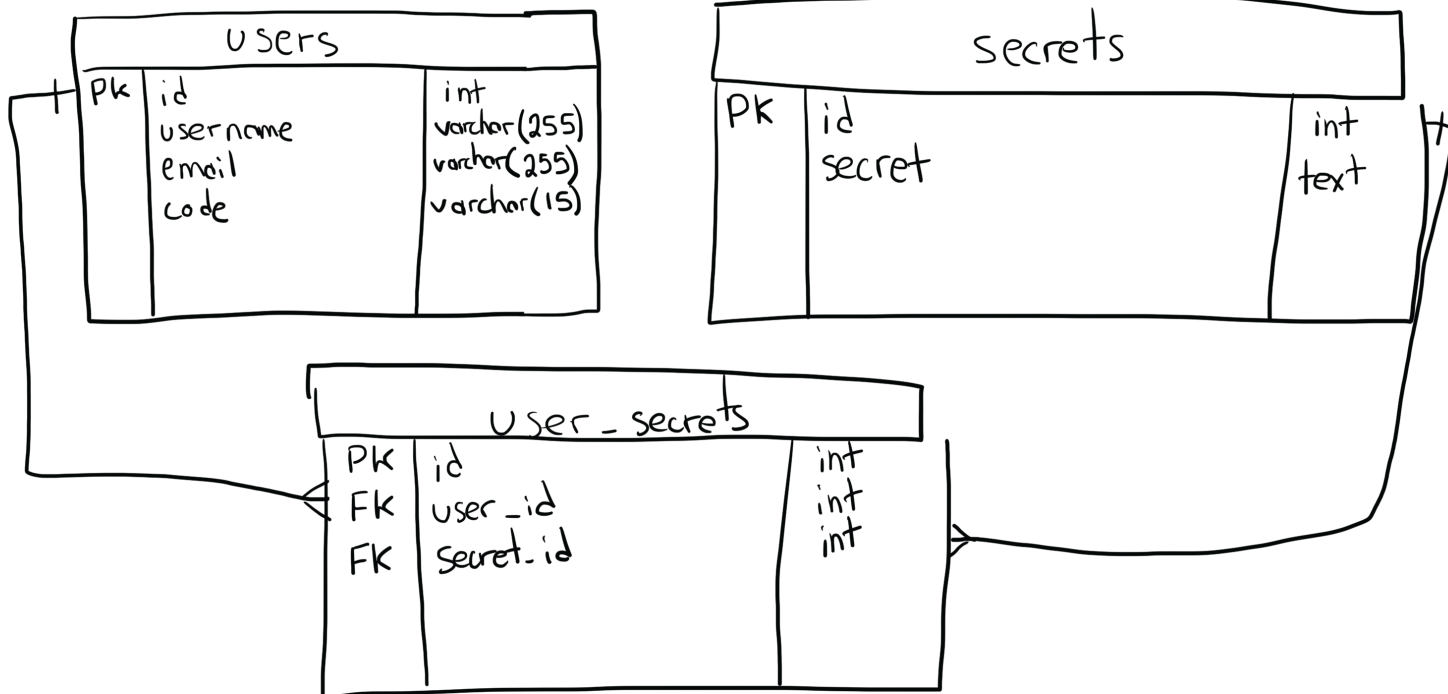 users
PK id int
username varchar(255)
email varchar(255)
code varchar(15)
secrets
PK id int
secret text
user_secrets
PK id int
FK user_id int
FK secret_id int